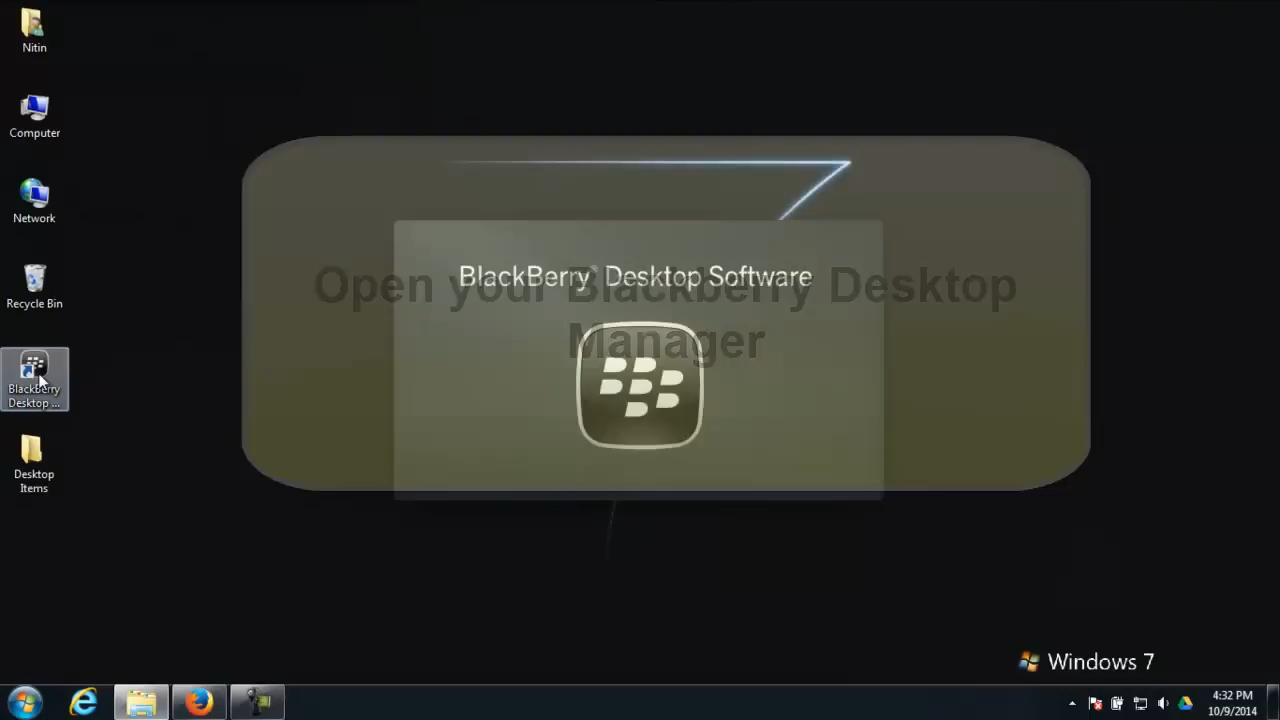 Nitin
Computer
Network
Recycle Bin
BlackBerry
Desktop ...
Desktop
Items
BlackBerry® Desktop Software
Open your Blackberry Desktop
Manager
Windows 7
4:32 PM
10/9/2014